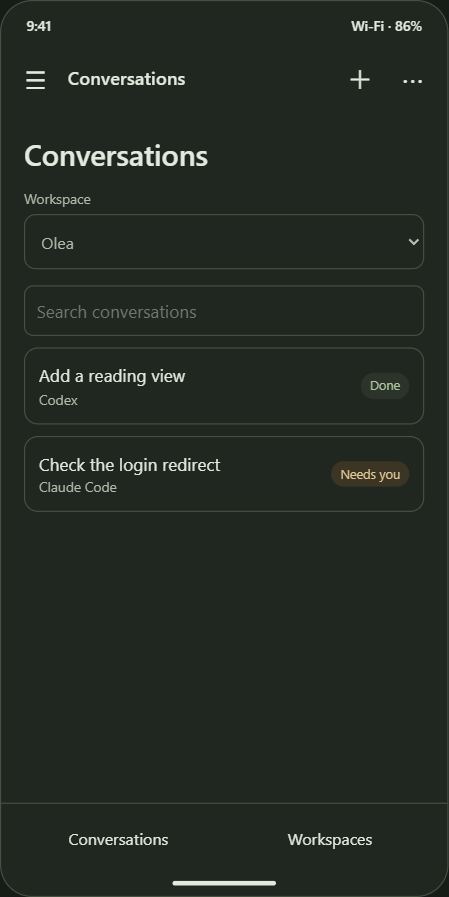 9:41 Wi-Fi · 86%
☰ Conversations + ...
Conversations
Workspace
Olea
Search conversations
Add a reading view
Done
Codex
Check the login redirect
Needs you
Claude Code
Conversations Workspaces